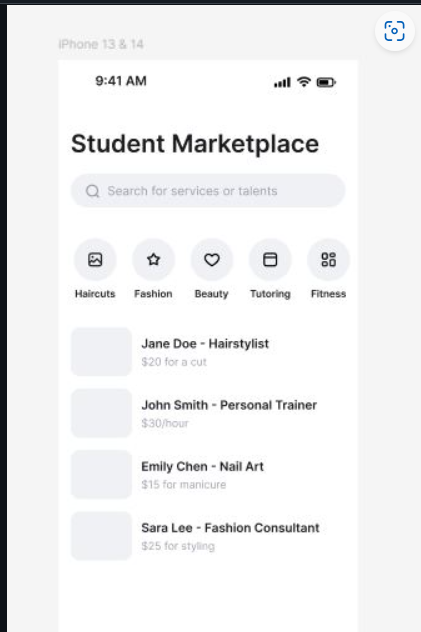 iPhone 13 & 14
9:41 AM
Student Marketplace
Search for services or talents
Haircuts Fashion Beauty Tutoring Fitness
Jane Doe - Hairstylist
$20 for a cut
John Smith - Personal Trainer
$30/hour
Emily Chen - Nail Art
$15 for manicure
Sara Lee - Fashion Consultant
$25 for styling